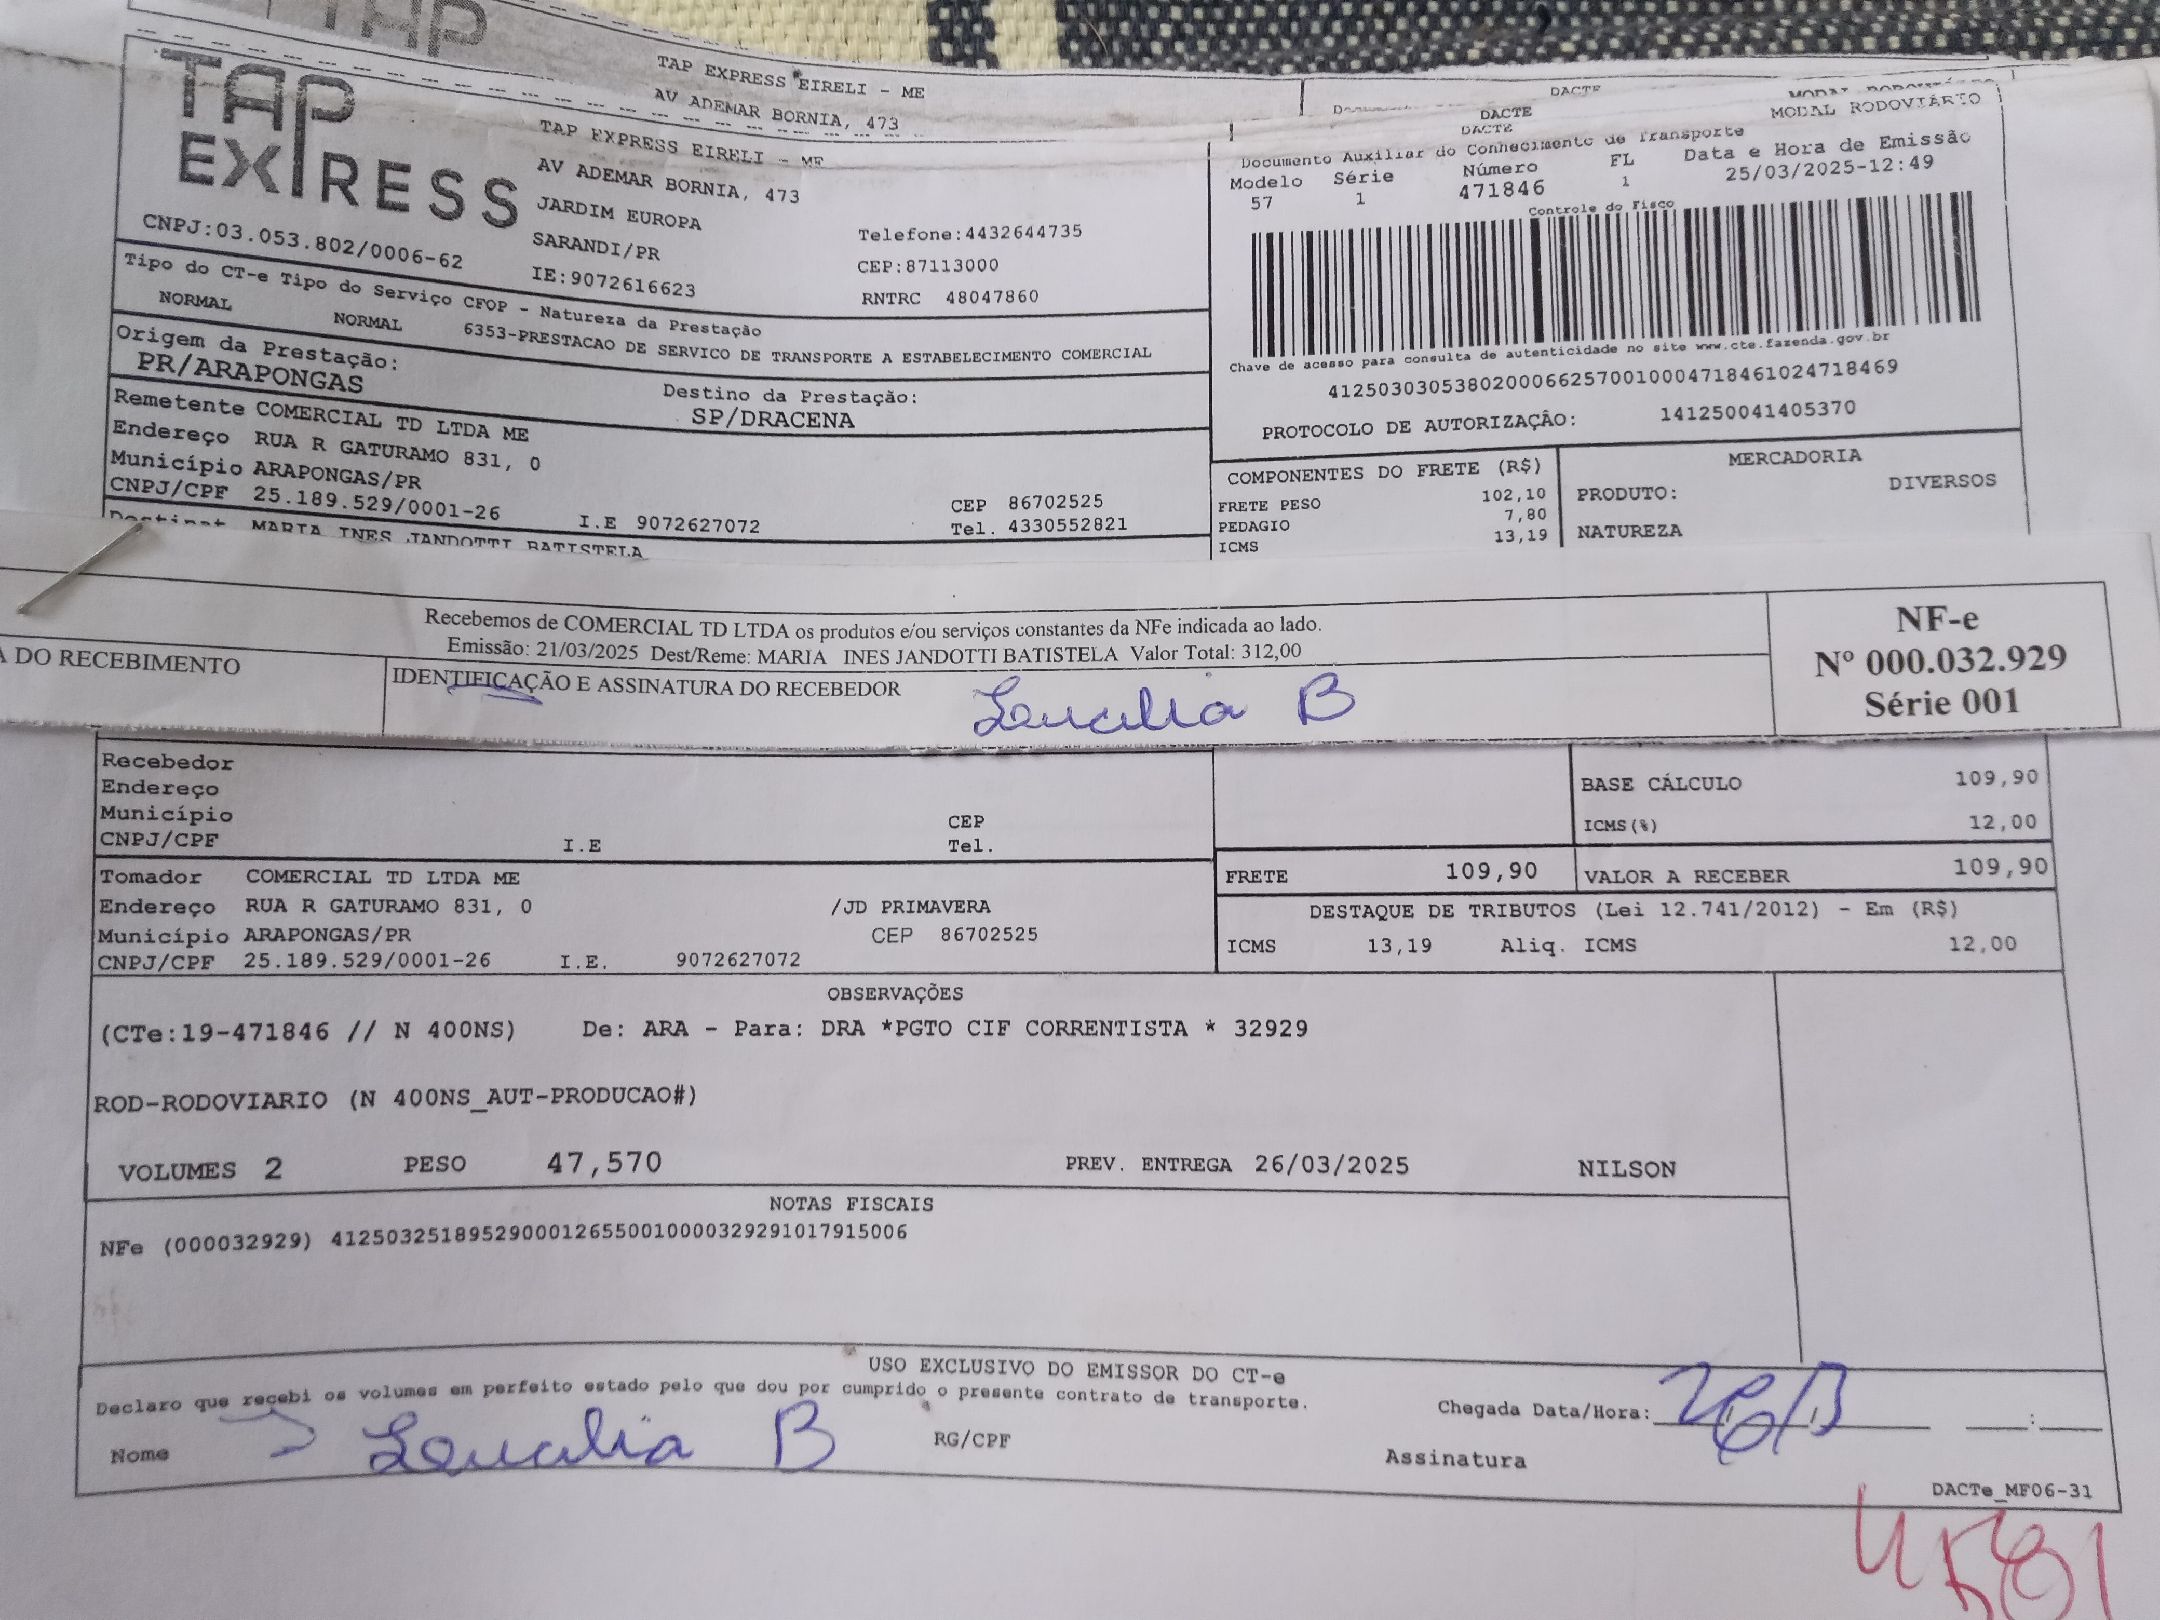 TAP
TAP EXPRESS EIRELI - ME
AV ADEMAR BORNIA, 473
DACTE
TAP
EXPRESS
TAP EXPRESS EIRELI - ME
AV ADEMAR BORNIA, 473
JARDIM EUROPA
SARANDI/PR
IE:9072616623
Telefone:4432644735
CEP:87113000
RNTRC 48047860
CNPJ:03.053.802/0006-62
DACTE
DACTE
MODAL RODOVIÁRIO
Documento Auxiliar do Conhecimento de Transporte
Modelo Série Número FL Data e Hora de Emissão
57 1 471846 1 25/03/2025-12:49
Controle do Fisco
Chave de acesso para consulta de autenticidade no site www.cte.fazenda.gov.br
41250303053802000662570010004718461024718469
PROTOCOLO DE AUTORIZAÇÃO: 141250041405370
Tipo do CT-e Tipo do Serviço CFOP - Natureza da Prestação
NORMAL NORMAL 6353-PRESTACAO DE SERVICO DE TRANSPORTE A ESTABELECIMENTO COMERCIAL
Origem da Prestação:
PR/ARAPONGAS
Destino da Prestação:
SP/DRACENA
Remetente COMERCIAL TD LTDA ME
Endereço RUA R GATURAMO 831, 0
Município ARAPONGAS/PR
CEP 86702525
CNPJ/CPF 25.189.529/0001-26 I.E 9072627072 Tel. 4330552821
Destinat MARIA INES JANDOTTI BATISTELA
COMPONENTES DO FRETE (R$)
FRETE PESO 102,10
PEDAGIO 7,80
ICMS 13,19
MERCADORIA
PRODUTO: DIVERSOS
NATUREZA
Recebemos de COMERCIAL TD LTDA os produtos e/ou serviços constantes da NFe indicada ao lado.
Emissão: 21/03/2025 Dest/Reme: MARIA INES JANDOTTI BATISTELA Valor Total: 312,00
A DO RECEBIMENTO
IDENTIFICAÇÃO E ASSINATURA DO RECEBEDOR
NF-e
Nº 000.032.929
Série 001
Recebedor
Endereço
Município CEP
CNPJ/CPF I.E Tel.
BASE CÁLCULO 109,90
ICMS(%) 12,00
Tomador COMERCIAL TD LTDA ME
Endereço RUA R GATURAMO 831, 0 /JD PRIMAVERA
Município ARAPONGAS/PR CEP 86702525
CNPJ/CPF 25.189.529/0001-26 I.E. 9072627072
FRETE 109,90 VALOR A RECEBER 109,90
DESTAQUE DE TRIBUTOS (Lei 12.741/2012) - Em (R$)
ICMS 13,19 Aliq. ICMS 12,00
OBSERVAÇÕES
(CTe:19-471846 // N 400NS) De: ARA - Para: DRA *PGTO CIF CORRENTISTA * 32929
ROD-RODOVIARIO (N 400NS_AUT-PRODUCAO#)
VOLUMES 2 PESO 47,570 PREV. ENTREGA 26/03/2025 NILSON
NOTAS FISCAIS
NFe (000032929) 41250325189529000126550010000329291017915006
USO EXCLUSIVO DO EMISSOR DO CT-e
Declaro que recebi os volumes em perfeito estado pelo que dou por cumprido o presente contrato de transporte.
Chegada Data/Hora:
Nome B RG/CPF Assinatura
DACTe_MF06-31